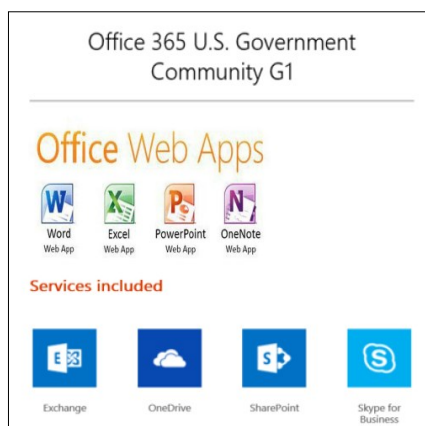 Office 365 U.S. Government
Community G1
Office Web Apps
Word Excel PowerPoint OneNote
Web App Web App Web App Web App
Services included
Exchange OneDrive SharePoint Skype for
Business